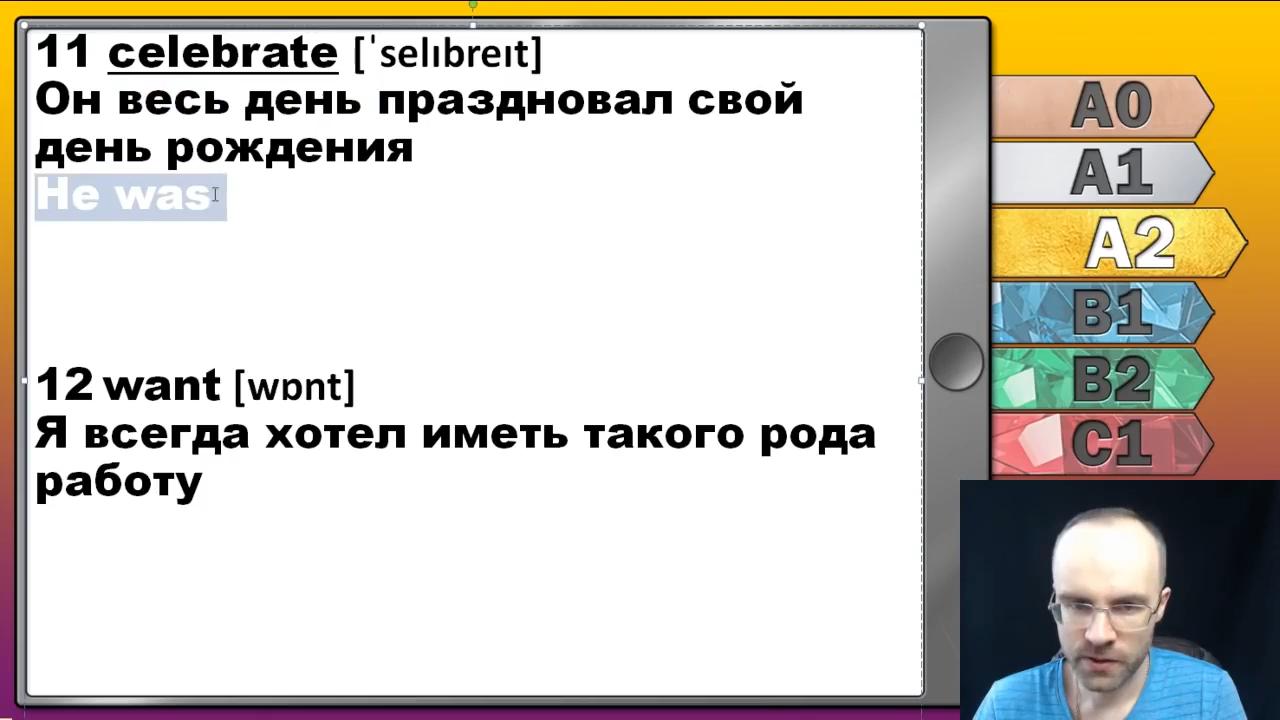 11 celebrate [ˈselɪbreɪt]
Он весь день праздновал свой
день рождения
He was
12 want [wɒnt]
Я всегда хотел иметь такого рода
работу
A0
A1
A2
B1
B2
C1